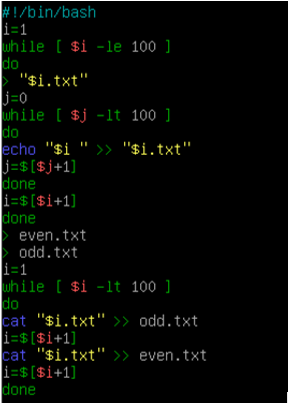 #!/bin/bash
i=1
while [ $i -le 100 ]
do
> "$i.txt"
j=0
while [ $j -lt 100 ]
do
echo "$i " >> "$i.txt"
j=$[$j+1]
done
i=$[$i+1]
done
> even.txt
> odd.txt
i=1
while [ $i -lt 100 ]
do
cat "$i.txt" >> odd.txt
i=$[$i+1]
cat "$i.txt" >> even.txt
i=$[$i+1]
done